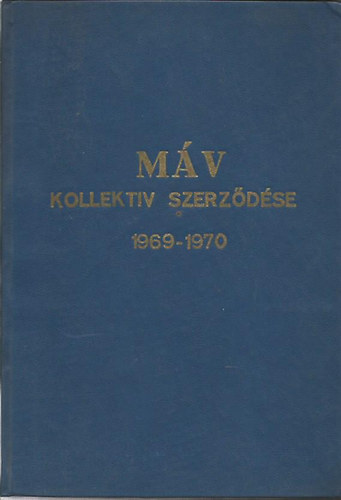 MÁV
KOLLEKTIV SZERZŐDÉSE
1969-1970